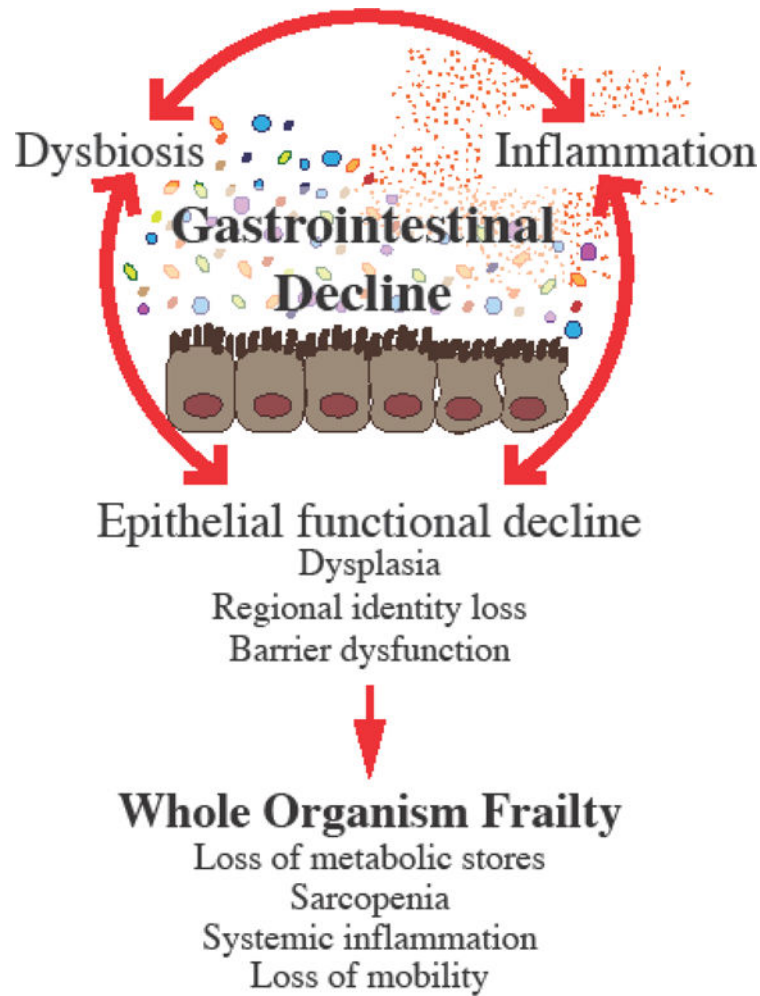 Dysbiosis
Inflammation
Gastrointestinal
Decline
Epithelial functional decline
Dysplasia
Regional identity loss
Barrier dysfunction
Whole Organism Frailty
Loss of metabolic stores
Sarcopenia
Systemic inflammation
Loss of mobility